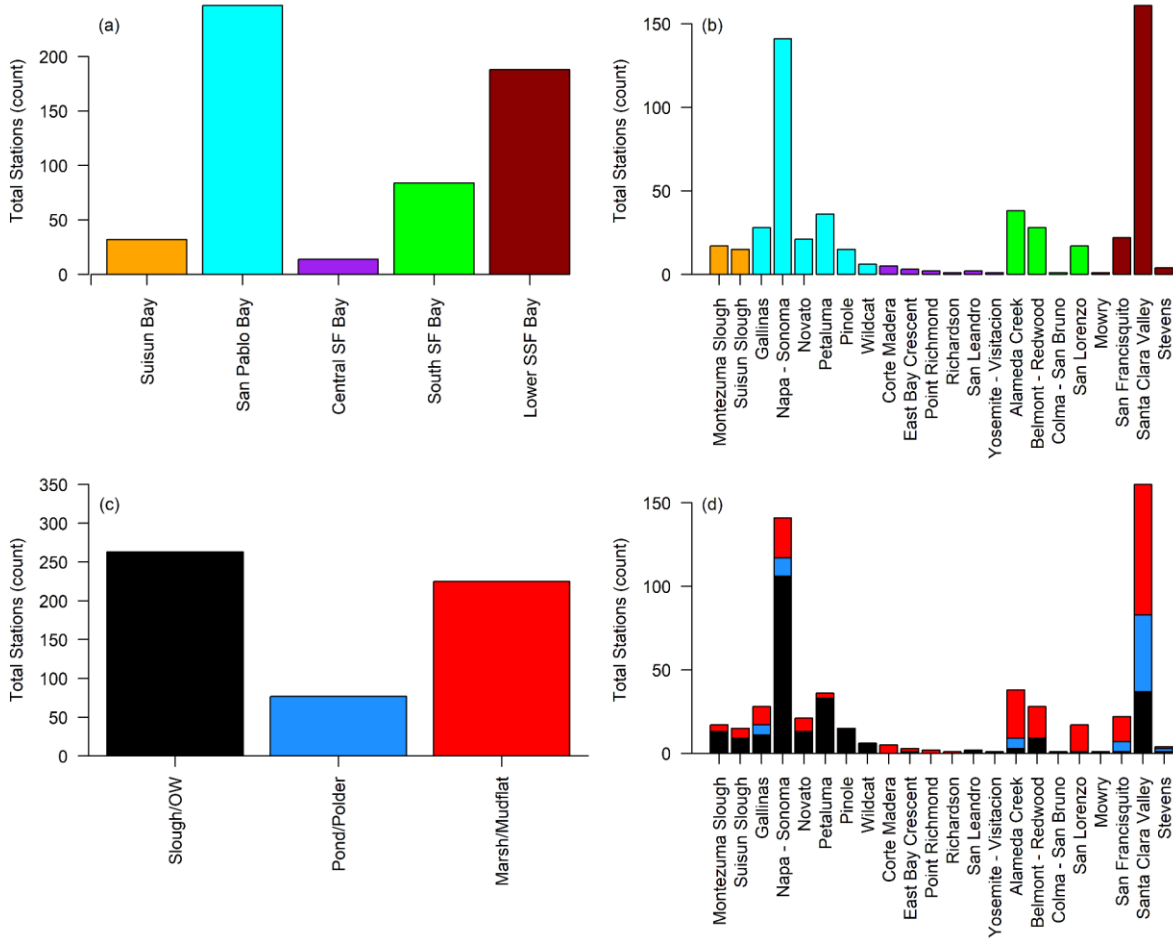 (a)
Total Stations (count)
200
150
100
50
0
Suisun Bay
San Pablo Bay
Central SF Bay
South SF Bay
Lower SSF Bay
(b)
Total Stations (count)
150
100
50
0
Montezuma Slough
Suisun Slough
Gallinas
Napa - Sonoma
Novato
Petaluma
Pinole
Wildcat
Corte Madera
East Bay Crescent
Point Richmond
Richardson
San Leandro
Yosemite - Visitacion
Alameda Creek
Belmont - Redwood
Colma - San Bruno
San Lorenzo
Mowry
San Francisquito
Santa Clara Valley
Stevens
(c)
Total Stations (count)
350
300
250
200
150
100
50
0
Slough/OW
Pond/Polder
Marsh/Mudflat
(d)
Total Stations (count)
150
100
50
0
Montezuma Slough
Suisun Slough
Gallinas
Napa - Sonoma
Novato
Petaluma
Pinole
Wildcat
Corte Madera
East Bay Crescent
Point Richmond
Richardson
San Leandro
Yosemite - Visitacion
Alameda Creek
Belmont - Redwood
Colma - San Bruno
San Lorenzo
Mowry
San Francisquito
Santa Clara Valley
Stevens